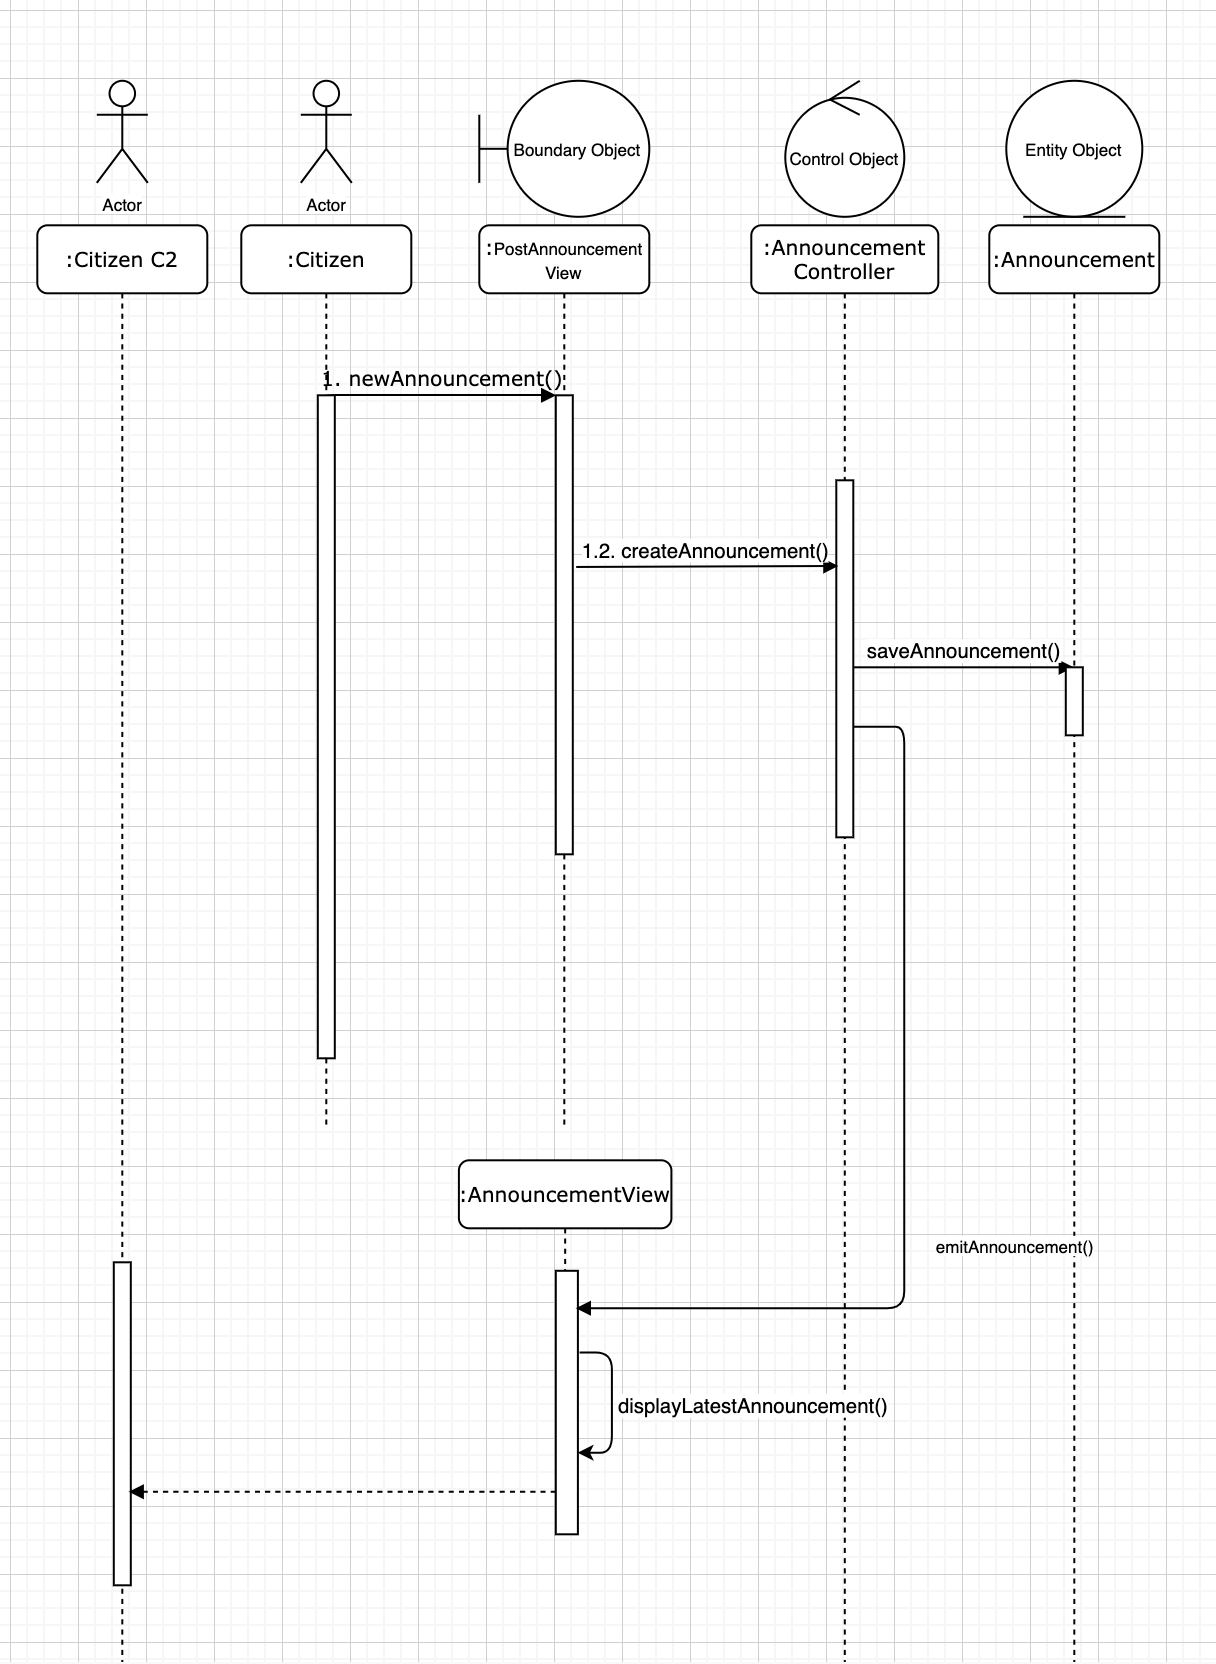 Boundary Object
Control Object
Entity Object
Actor
Actor
:Citizen C2
:Citizen
:PostAnnouncement
View
:Announcement
Controller
:Announcement
1. newAnnouncement()
1.2. createAnnouncement()
saveAnnouncement()
:AnnouncementView
emitAnnouncement()
displayLatestAnnouncement()